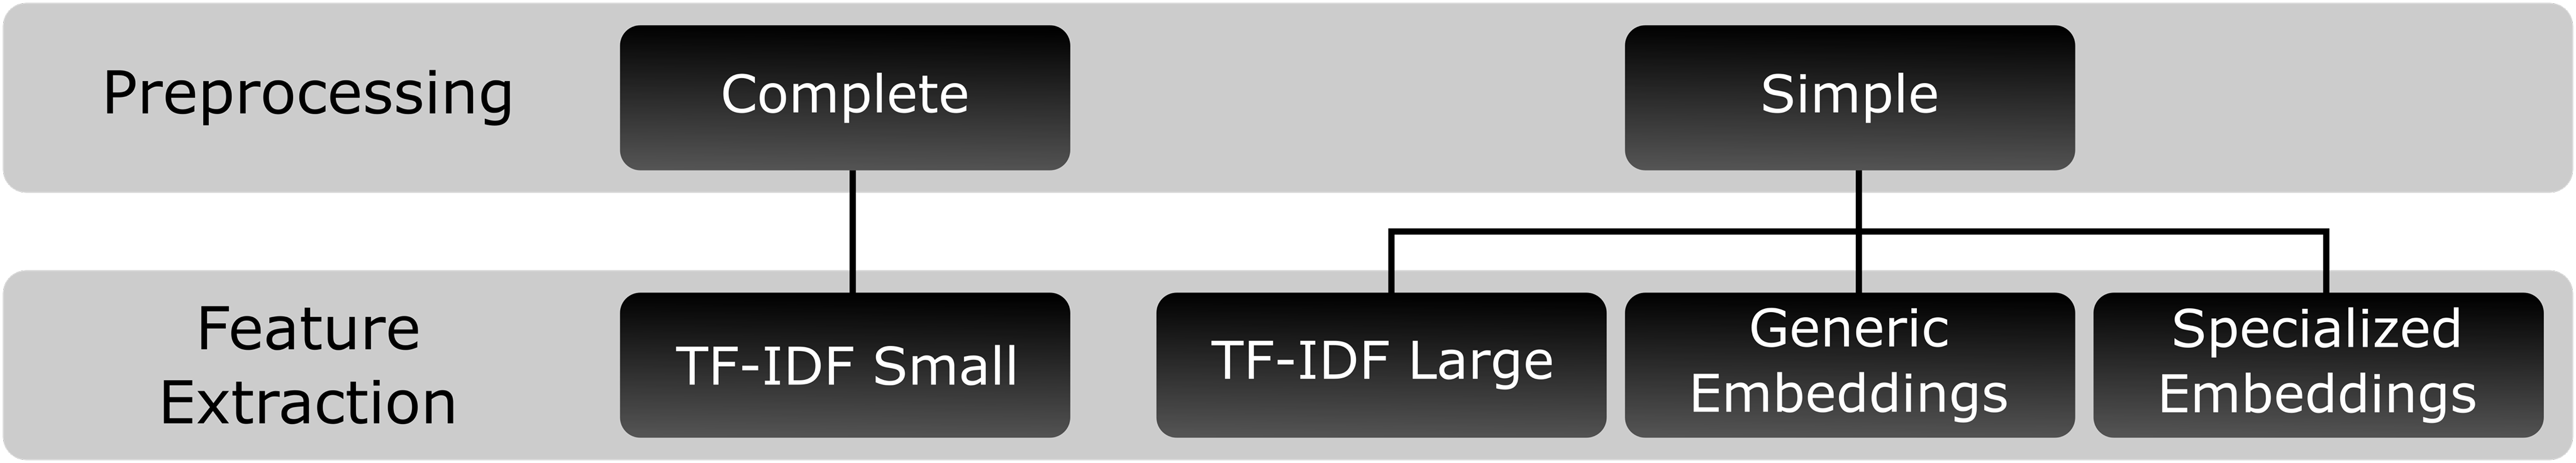 Preprocessing
Complete
Simple
Feature
Extraction
TF-IDF Small
TF-IDF Large
Generic
Embeddings
Specialized
Embeddings